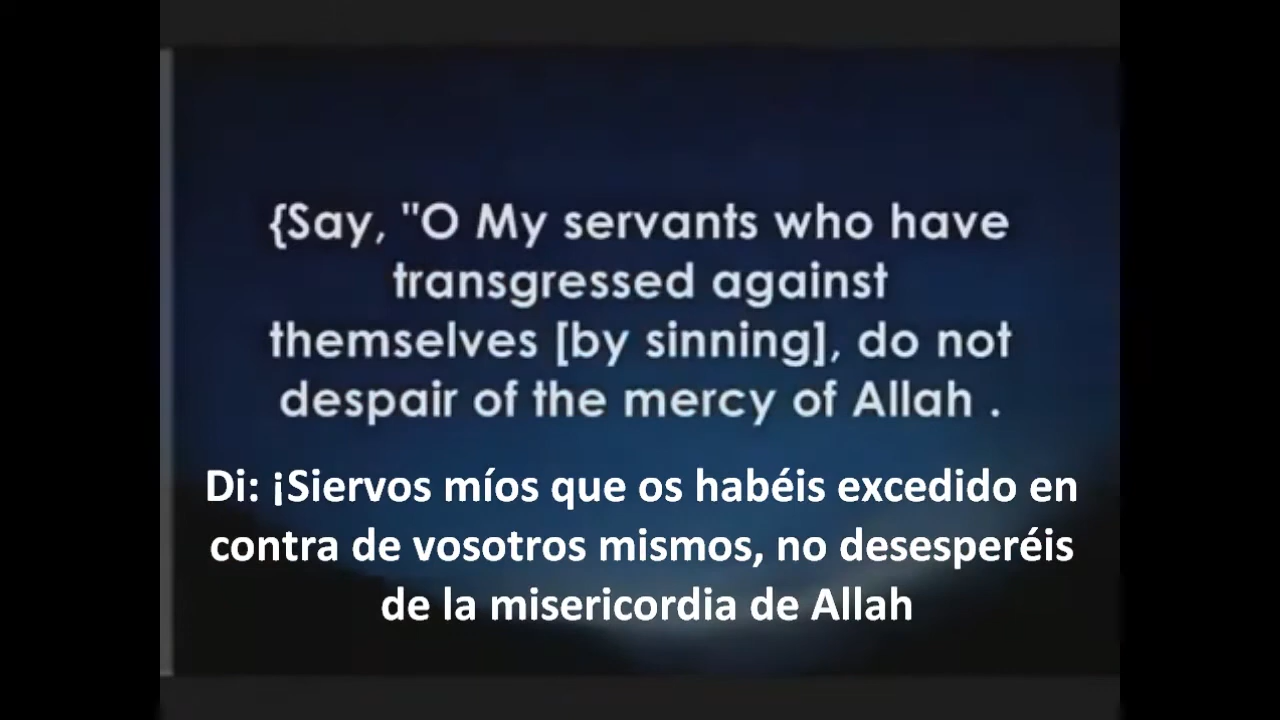 {Say, "O My servants who have
transgressed against
themselves [by sinning], do not
despair of the mercy of Allah .
Di: ¡Siervos míos que os habéis excedido en
contra de vosotros mismos, no desesperéis
de la misericordia de Allah